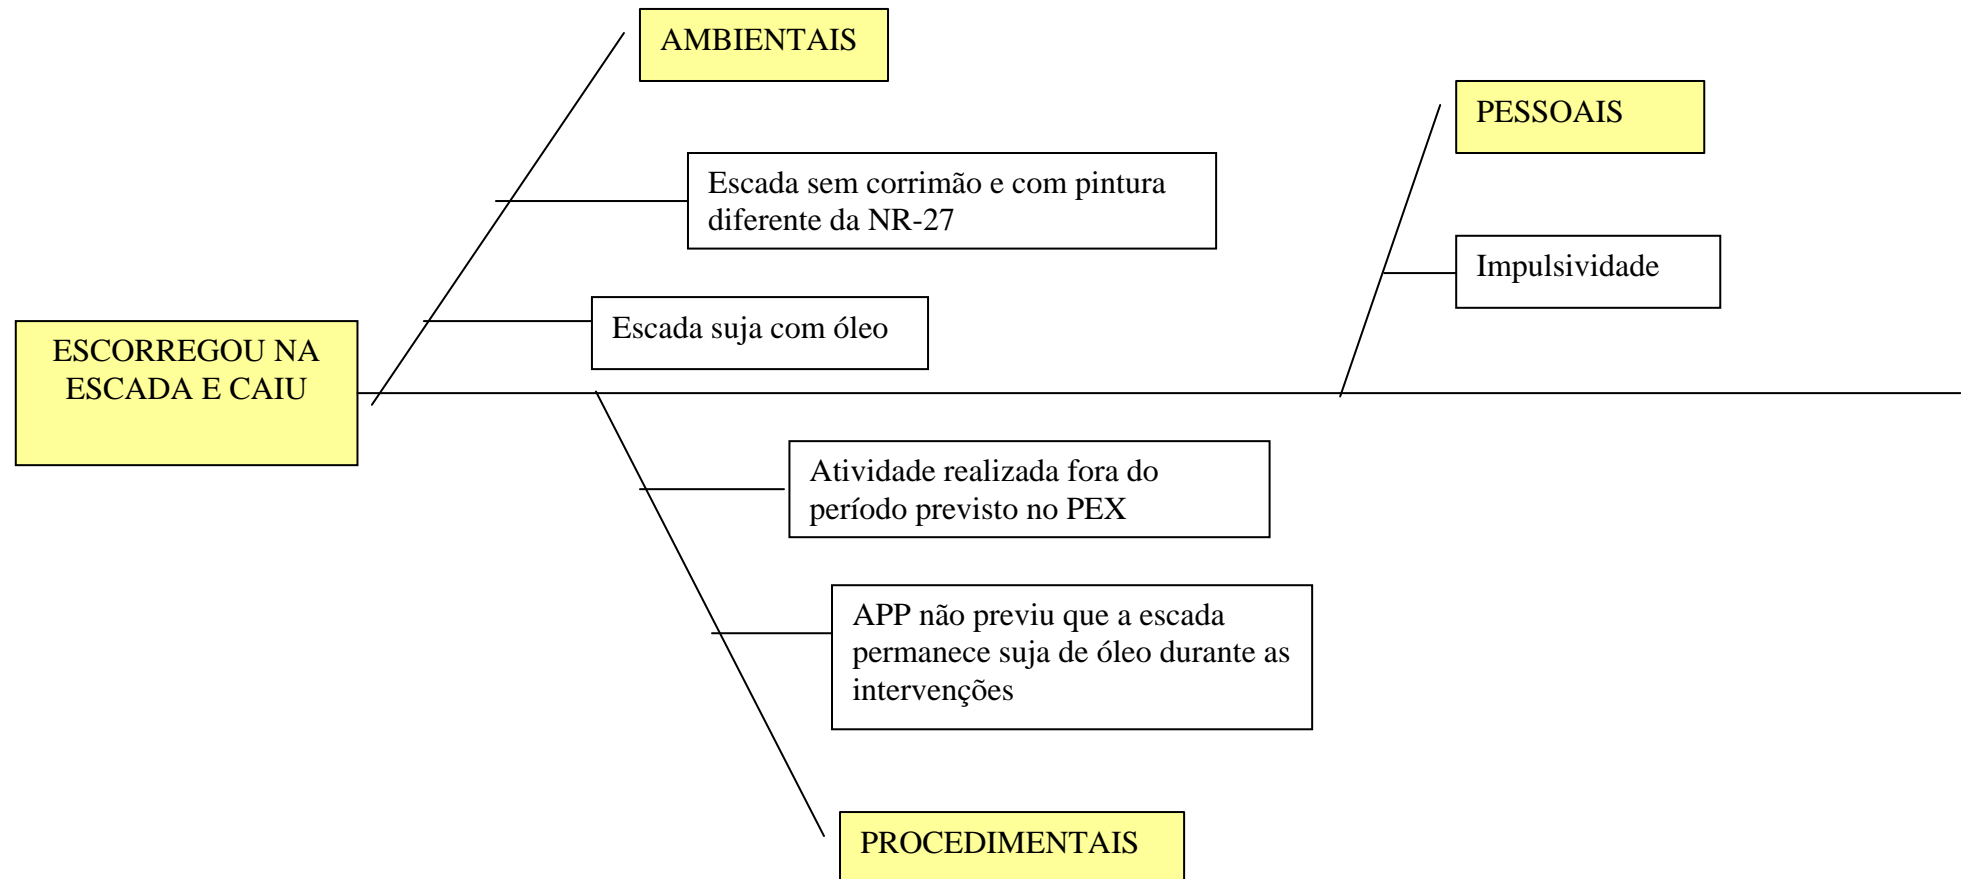 AMBIENTAIS
PESSOAIS
Escada sem corrimão e com pintura
diferente da NR-27
Impulsividade
Escada suja com óleo
ESCORREGOU NA
ESCADA E CAIU
Atividade realizada fora do
período previsto no PEX
APP não previu que a escada
permanece suja de óleo durante as
intervenções
PROCEDIMENTAIS